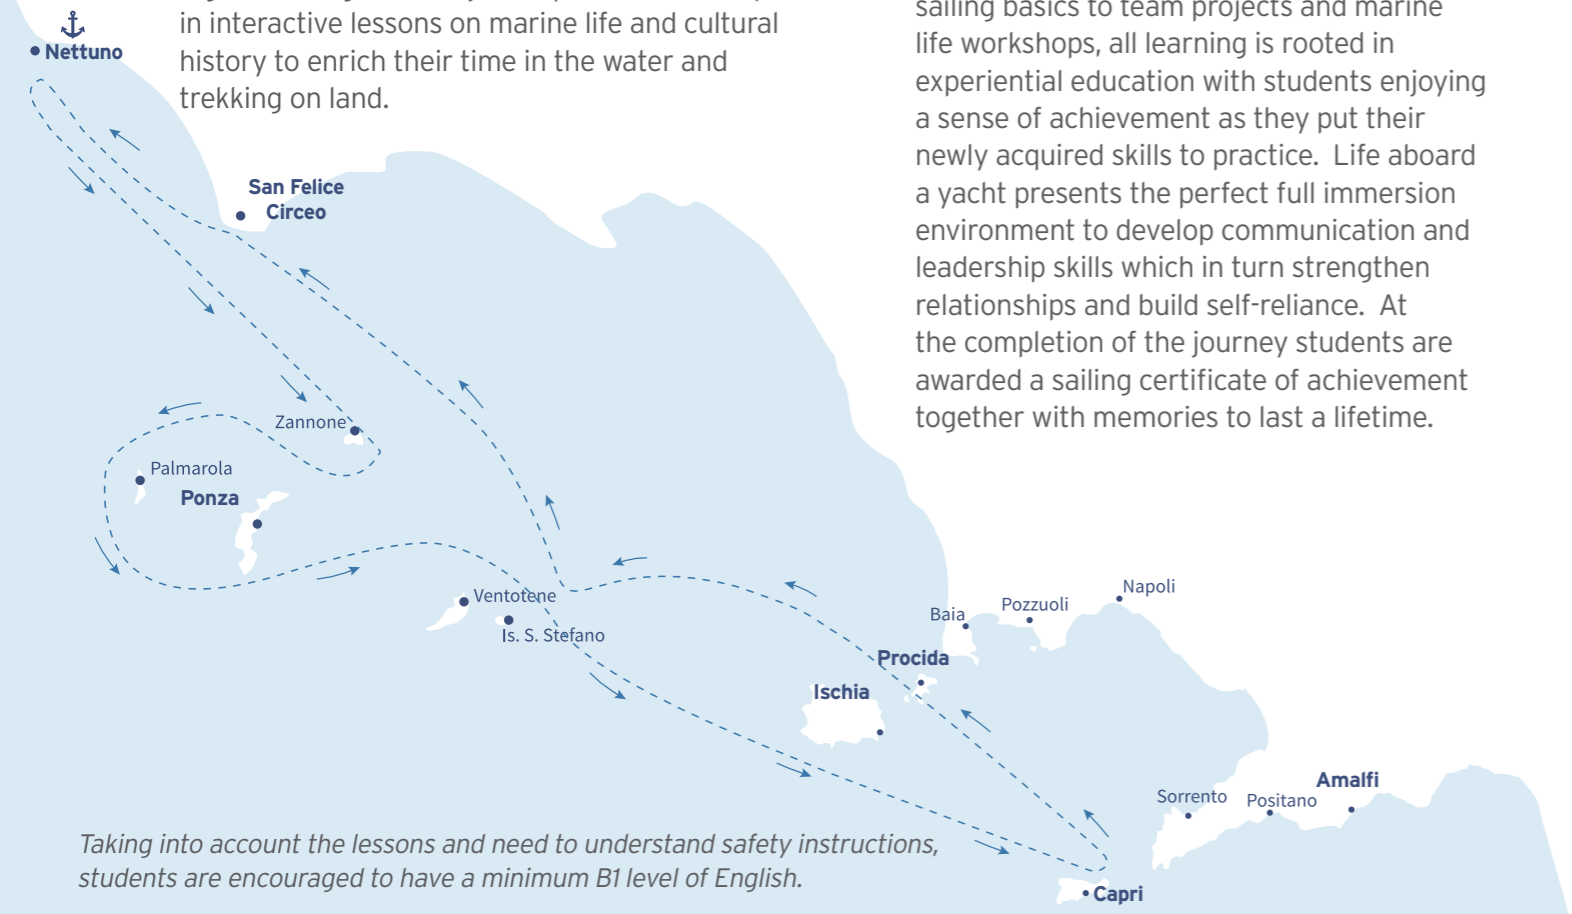 in interactive lessons on marine life and cultural
history to enrich their time in the water and
trekking on land.
sailing basics to team projects and marine
life workshops, all learning is rooted in
experiential education with students enjoying
a sense of achievement as they put their
newly acquired skills to practice.  Life aboard
a yacht presents the perfect full immersion
environment to develop communication and
leadership skills which in turn strengthen
relationships and build self-reliance.  At
the completion of the journey students are
awarded a sailing certificate of achievement
together with memories to last a lifetime.
Nettuno
San Felice
Circeo
Zannone
Palmarola
Ponza
Ventotene
Is. S. Stefano
Napoli
Pozzuoli
Baia
Procida
Ischia
Amalfi
Sorrento
Positano
Capri
Taking into account the lessons and need to understand safety instructions,
students are encouraged to have a minimum B1 level of English.